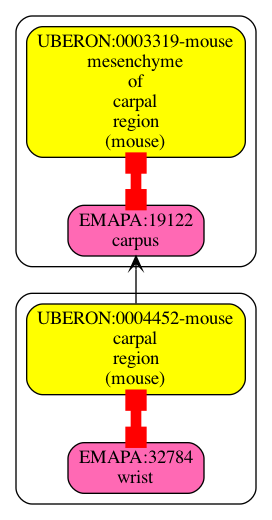 UBERON:0003319-mouse
mesenchyme
of
carpal
region
(mouse)
EMAPA:19122
carpus
UBERON:0004452-mouse
carpal
region
(mouse)
EMAPA:32784
wrist